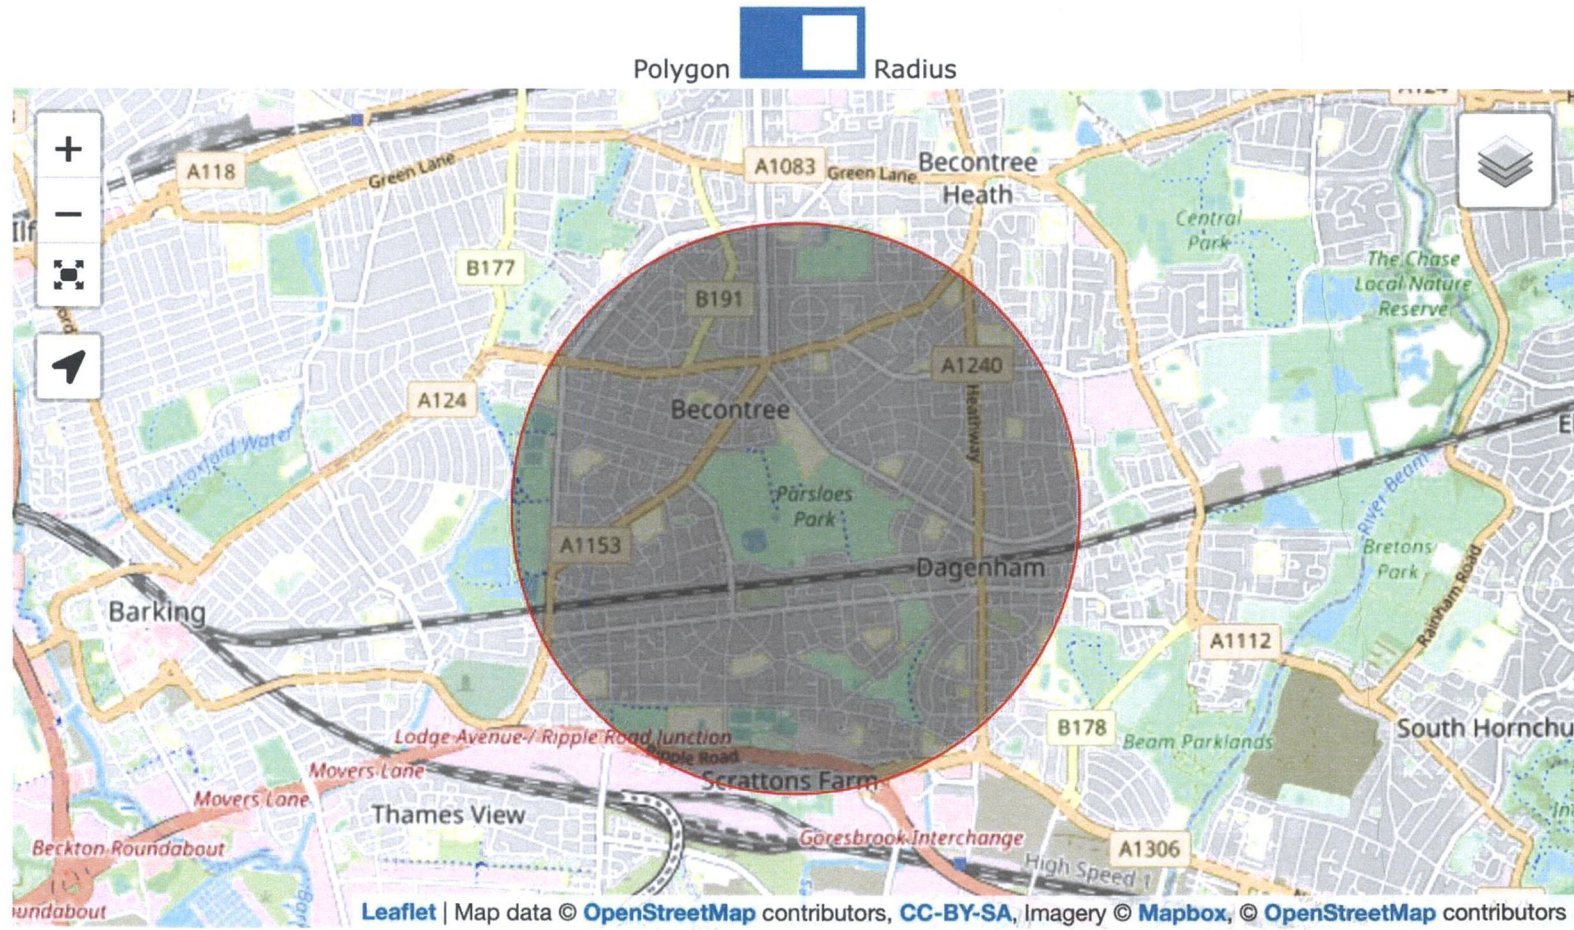 Polygon Radius
A124
A118
Green Lane
A1083
Green Lane
Becontree
Heath
Ilf
Central
Park
The Chase
Local Nature
Reserve
B177
B191
A1240
A124
Becontree
Heathway
Loxford Water
Parsloes
Park
River Beam
A1153
Dagenham
Bretons
Park
Rainham Road
Barking
A1112
Lodge Avenue / Ripple Road Junction
Ripple Road
B178
Beam Parklands
South Hornchu
Movers Lane
Scrattons Farm
Movers Lane
Thames View
Goresbrook Interchange
Beckton Roundabout
A1306
High Speed 1
oundabout
Leaflet | Map data © OpenStreetMap contributors, CC-BY-SA, Imagery © Mapbox, © OpenStreetMap contributors